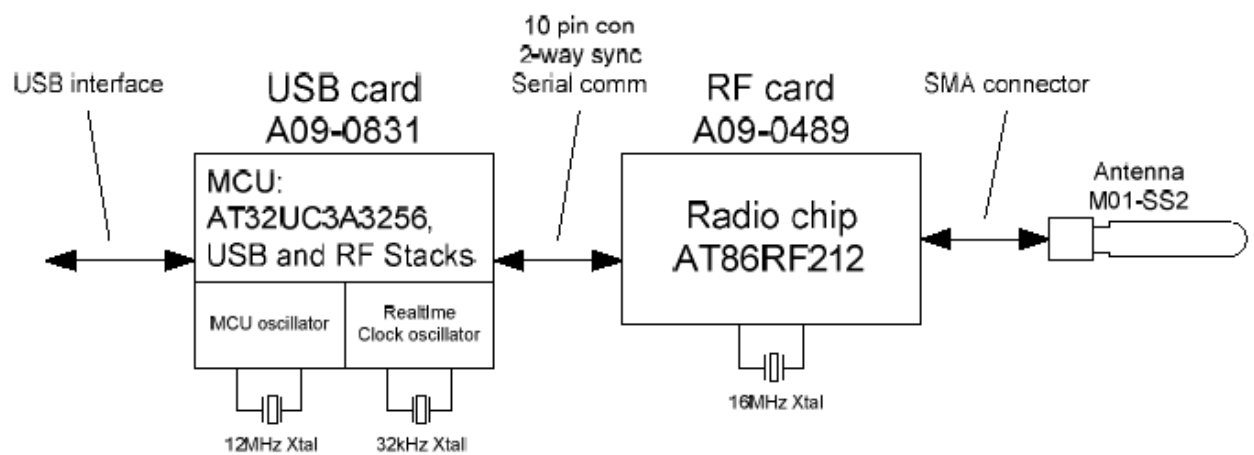 10 pin con
2-way sync
Serial comm
USB interface
USB card
A09-0831
RF card
A09-0489
SMA connector
MCU:
AT32UC3A3256,
USB and RF Stacks
Radio chip
AT86RF212
Antenna
M01-SS2
MCU oscillator
Realtime
Clock oscillator
12MHz Xtal
32kHz Xtall
16MHz Xtal